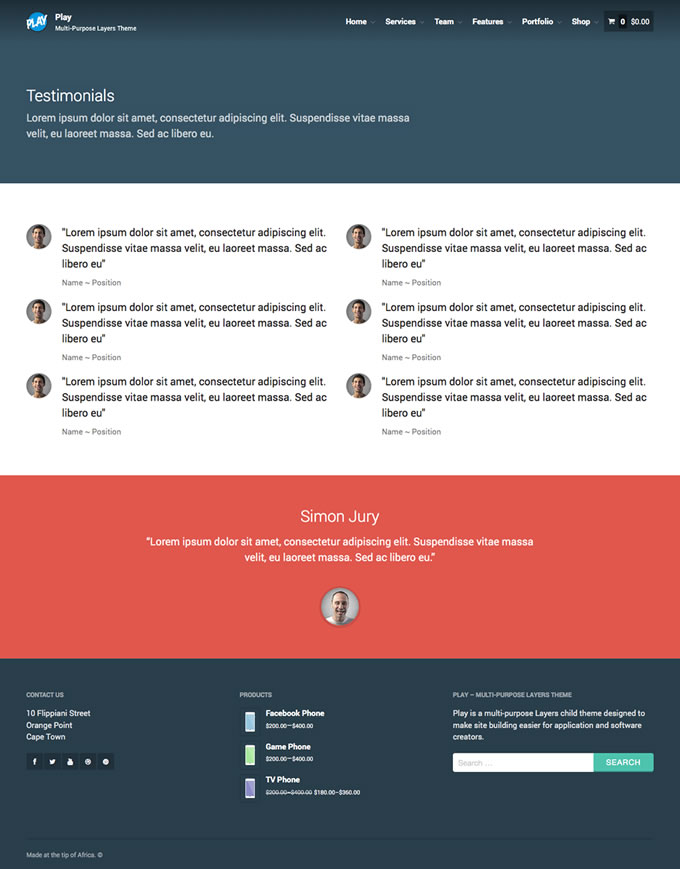 PLAY
Play
Multi-Purpose Layers Theme
Home
Services
Team
Features
Portfolio
Shop
0
$0.00
Testimonials
Lorem ipsum dolor sit amet, consectetur adipiscing elit. Suspendisse vitae massa
velit, eu laoreet massa. Sed ac libero eu.
"Lorem ipsum dolor sit amet, consectetur adipiscing elit.
Suspendisse vitae massa velit, eu laoreet massa. Sed ac
libero eu"
Name ~ Position
"Lorem ipsum dolor sit amet, consectetur adipiscing elit.
Suspendisse vitae massa velit, eu laoreet massa. Sed ac
libero eu"
Name ~ Position
"Lorem ipsum dolor sit amet, consectetur adipiscing elit.
Suspendisse vitae massa velit, eu laoreet massa. Sed ac
libero eu"
Name ~ Position
"Lorem ipsum dolor sit amet, consectetur adipiscing elit.
Suspendisse vitae massa velit, eu laoreet massa. Sed ac
libero eu"
Name ~ Position
"Lorem ipsum dolor sit amet, consectetur adipiscing elit.
Suspendisse vitae massa velit, eu laoreet massa. Sed ac
libero eu"
Name ~ Position
"Lorem ipsum dolor sit amet, consectetur adipiscing elit.
Suspendisse vitae massa velit, eu laoreet massa. Sed ac
libero eu"
Name ~ Position
Simon Jury
"Lorem ipsum dolor sit amet, consectetur adipiscing elit. Suspendisse vitae massa
velit, eu laoreet massa. Sed ac libero eu."
CONTACT US
10 Flippiani Street
Orange Point
Cape Town
PRODUCTS
Facebook Phone
$200.00–$400.00
Game Phone
$200.00–$400.00
TV Phone
$200.00–$400.00 $180.00–$360.00
PLAY – MULTI-PURPOSE LAYERS THEME
Play is a multi-purpose Layers child theme designed to
make site building easier for application and software
creators.
Search …
SEARCH
Made at the tip of Africa. ©